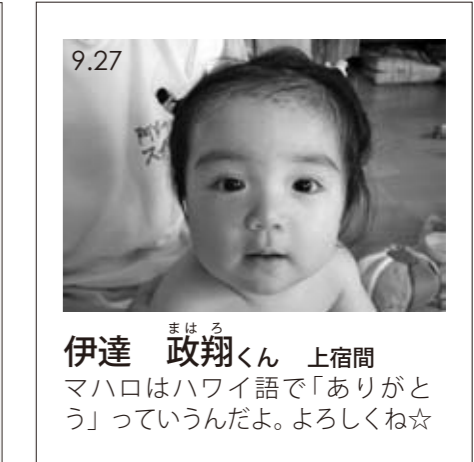 9.27
まはろ
伊達　政翔くん　上宿間
マハロはハワイ語で「ありがと
う」っていうんだよ。よろしくね☆